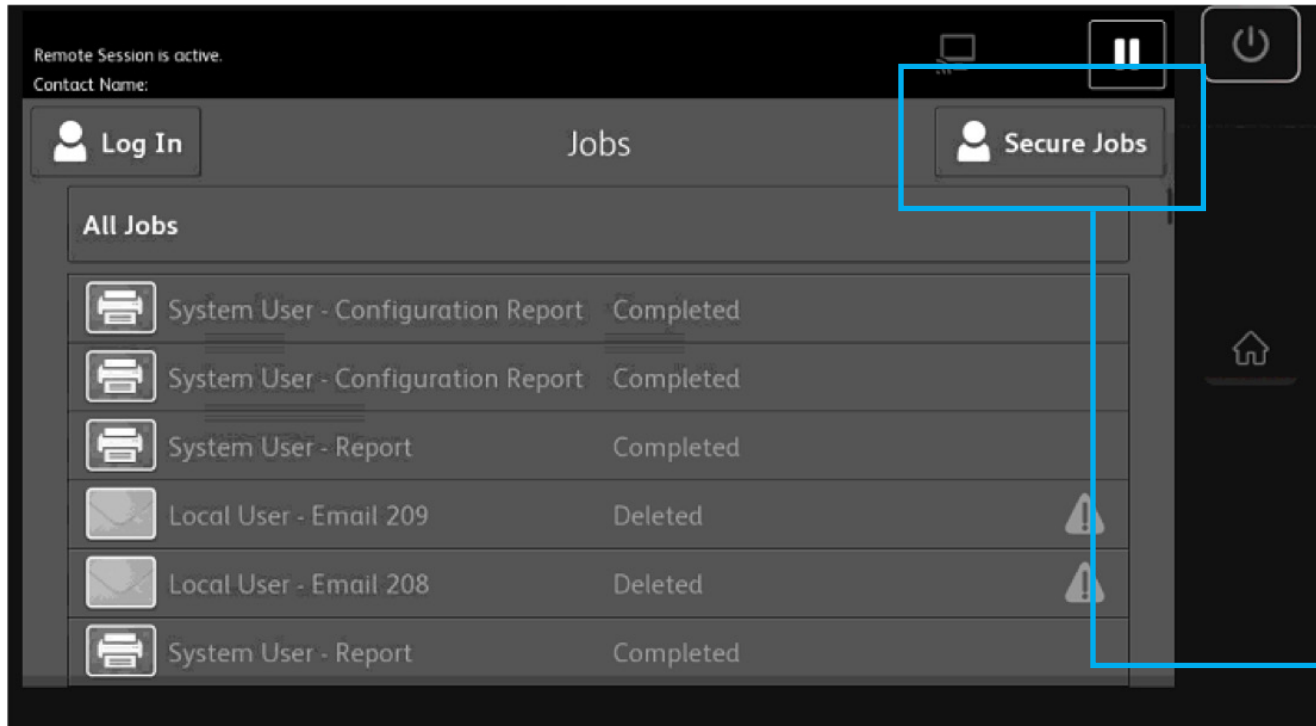 Remote Session is active.
Contact Name:
Log In
Jobs
Secure Jobs
All Jobs
System User - Configuration Report Completed
System User - Configuration Report Completed
System User - Report Completed
Local User - Email 209 Deleted
Local User - Email 208 Deleted
System User - Report Completed